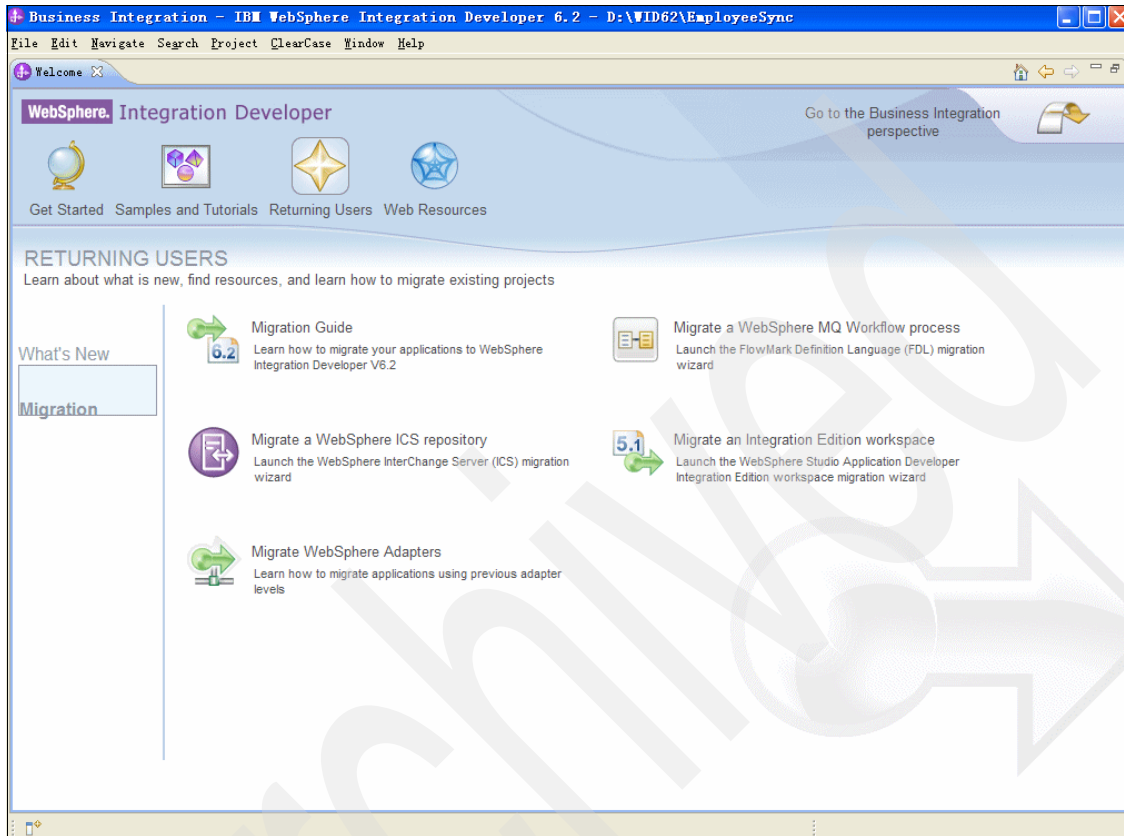 Business Integration - IBM WebSphere Integration Developer 6.2 - D:\WID62\EmployeeSync
File Edit Navigate Search Project ClearCase Window Help
Welcome
WebSphere. Integration Developer
Go to the Business Integration
perspective
Get Started Samples and Tutorials Returning Users Web Resources
RETURNING USERS
Learn about what is new, find resources, and learn how to migrate existing projects
What's New
Migration
6.2
Migration Guide
Learn how to migrate your applications to WebSphere
Integration Developer V6.2
Migrate a WebSphere MQ Workflow process
Launch the FlowMark Definition Language (FDL) migration
wizard
Migrate a WebSphere ICS repository
Launch the WebSphere InterChange Server (ICS) migration
wizard
5.1
Migrate an Integration Edition workspace
Launch the WebSphere Studio Application Developer
Integration Edition workspace migration wizard
Migrate WebSphere Adapters
Learn how to migrate applications using previous adapter
levels